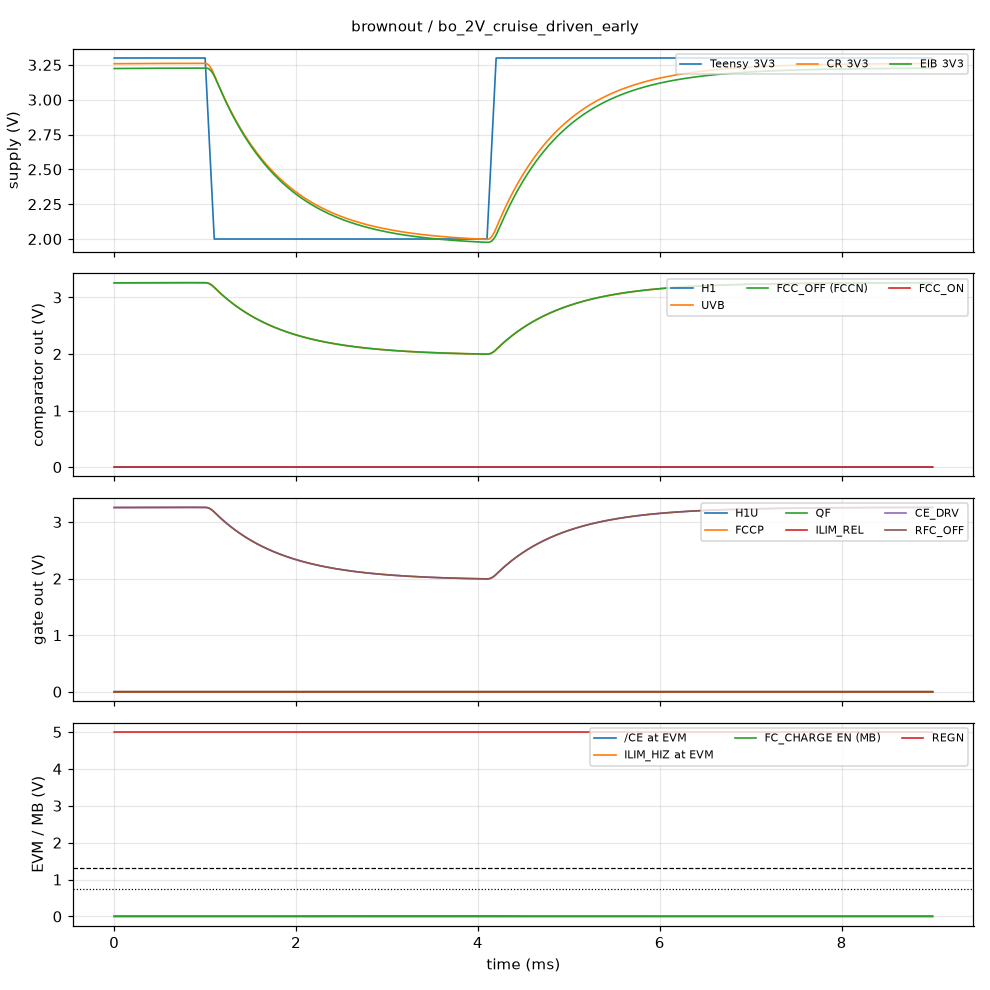 brownout / bo_2V_cruise_driven_early
Teensy 3V3 CR 3V3 EIB 3V3
3.25
3.00
2.75
2.50
2.25
2.00
supply (V)
H1 FCC_OFF (FCCN) FCC_ON
UVB
3
2
1
0
comparator out (V)
H1U QF CE_DRV
FCCP ILIM_REL RFC_OFF
3
2
1
0
gate out (V)
/CE at EVM FC_CHARGE EN (MB) REGN
ILIM_HIZ at EVM
5
4
3
2
1
0
EVM / MB (V)
0 2 4 6 8
time (ms)